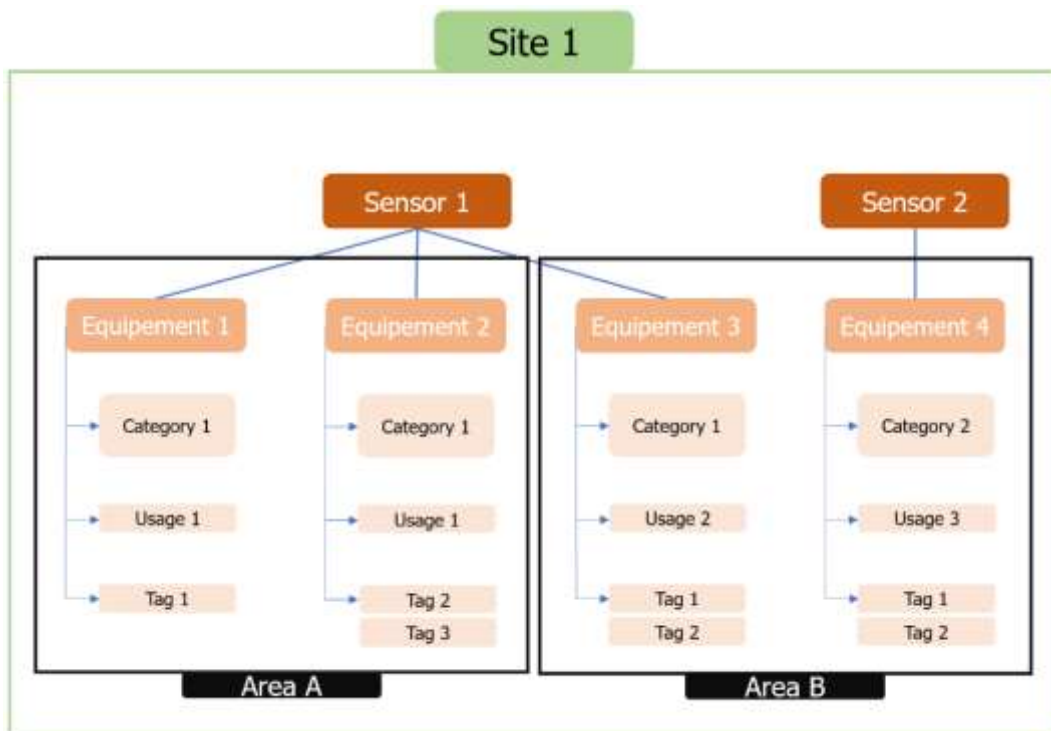 Site 1
Sensor 1
Sensor 2
Equipement 1
Equipement 2
Equipement 3
Equipement 4
Category 1
Category 1
Category 1
Category 2
Usage 1
Usage 1
Usage 2
Usage 3
Tag 1
Tag 2
Tag 1
Tag 1
Tag 3
Tag 2
Tag 2
Area A
Area B